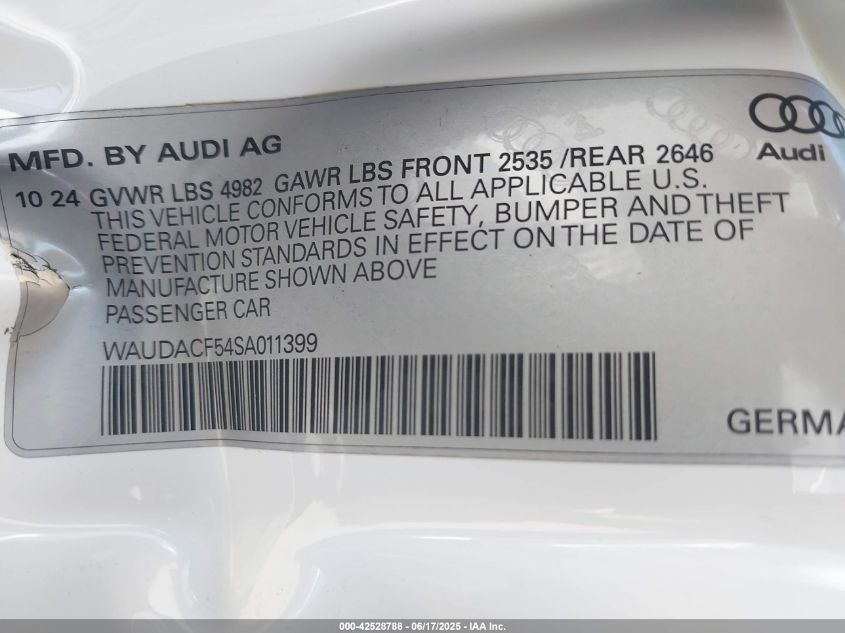 MFD. BY AUDI AG
Audi
10 24 GVWR LBS 4982 GAWR LBS FRONT 2535 /REAR 2646
THIS VEHICLE CONFORMS TO ALL APPLICABLE U.S.
FEDERAL MOTOR VEHICLE SAFETY, BUMPER AND THEFT
PREVENTION STANDARDS IN EFFECT ON THE DATE OF
MANUFACTURE SHOWN ABOVE
PASSENGER CAR
WAUDACF54SA011399
GERMA
000-42528788 - 06/17/2025 - IAA Inc.